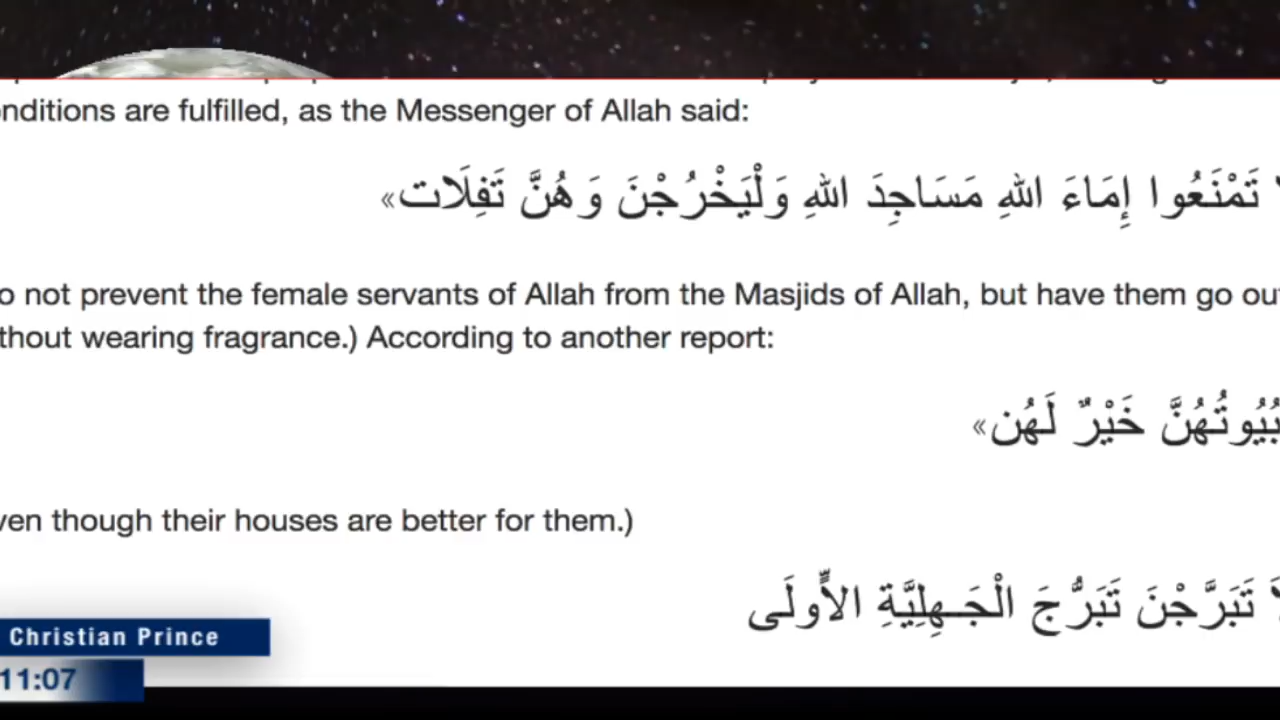 onditions are fulfilled, as the Messenger of Allah said:
تَمْنَعُوا إِمَاءَ اللهِ مَسَاجِدَ اللهِ وَلْيَخْرُجْنَ وَهُنَّ تَفِلَات»
o not prevent the female servants of Allah from the Masjids of Allah, but have them go out
thout wearing fragrance.) According to another report:
بُيُوتُهُنَّ خَيْرٌ لَهُن»
ven though their houses are better for them.)
تَبَرَّجْنَ تَبَرُّجَ الْجَـهِلِيَّةِ الاٍّولَى
Christian Prince
11:07